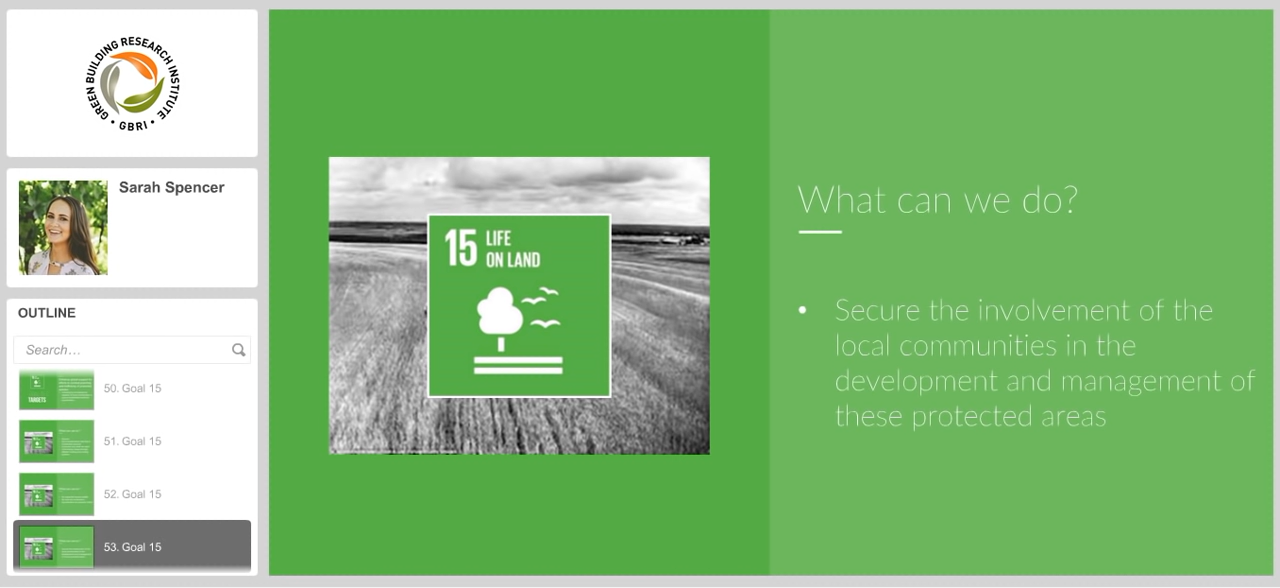 GREEN BUILDING RESEARCH INSTITUTE
• GBRI •
Sarah Spencer
OUTLINE
Search...
TARGETS
50. Goal 15
51. Goal 15
52. Goal 15
53. Goal 15
15 LIFE
ON LAND
What can we do?
• Secure the involvement of the
local communities in the
development and management of
these protected areas